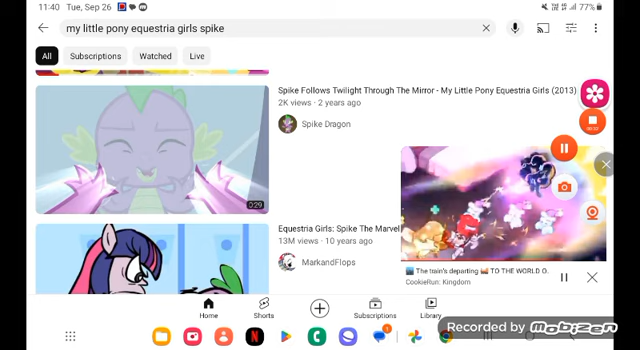 11:40 Tue, Sep 26
77%
my little pony equestria girls spike
All
Subscriptions
Watched
Live
Spike Follows Twilight Through The Mirror - My Little Pony Equestria Girls (2013)
2K views · 2 years ago
Spike Dragon
0:29
Equestria Girls: Spike The Marvel
13M views · 10 years ago
MarkandFlops
The train's departing TO THE WORLD O.
CookieRun: Kingdom
Home
Shorts
Subscriptions
Library
Recorded by Mobizen